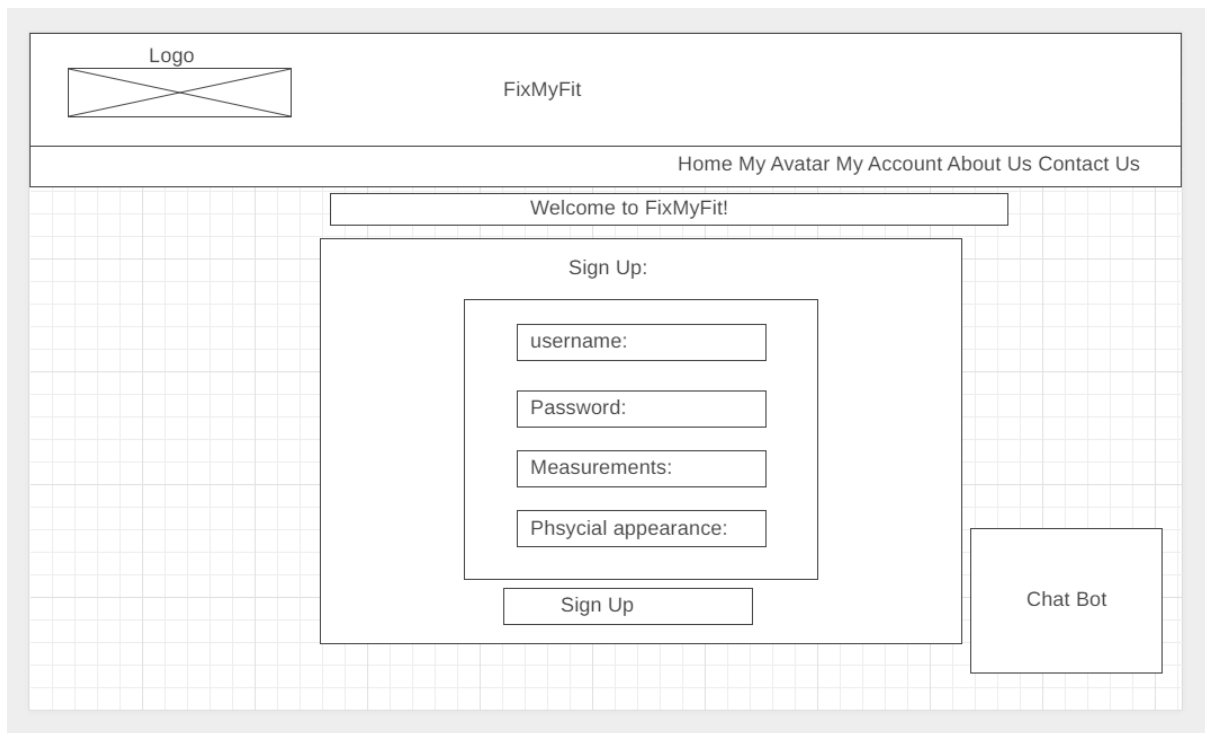 Logo
FixMyFit
Home My Avatar My Account About Us Contact Us
Welcome to FixMyFit!
Sign Up:
username:
Password:
Measurements:
Phsycial appearance:
Sign Up
Chat Bot